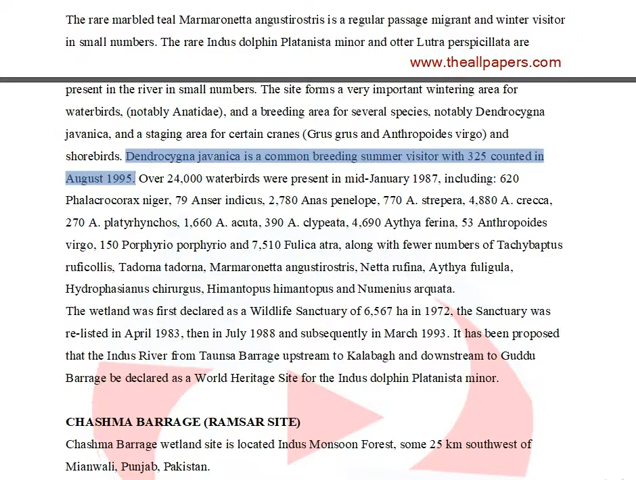 The rare marbled teal Marmaronetta angustirostris is a regular passage migrant and winter visitor
in small numbers. The rare Indus dolphin Platanista minor and otter Lutra perspicillata are
www.theallpapers.com
present in the river in small numbers. The site forms a very important wintering area for
waterbirds, (notably Anatidae), and a breeding area for several species, notably Dendrocygna
javanica, and a staging area for certain cranes (Grus grus and Anthropoides virgo) and
shorebirds. Dendrocygna javanica is a common breeding summer visitor with 325 counted in
August 1995. Over 24,000 waterbirds were present in mid-January 1987, including: 620
Phalacrocorax niger, 79 Anser indicus, 2,780 Anas penelope, 770 A. strepera, 4,880 A. crecca,
270 A. platyrhynchos, 1,660 A. acuta, 390 A. clypeata, 4,690 Aythya ferina, 53 Anthropoides
virgo, 150 Porphyrio porphyrio and 7,510 Fulica atra, along with fewer numbers of Tachybaptus
ruficollis, Tadorna tadorna, Marmaronetta angustirostris, Netta rufina, Aythya fuligula,
Hydrophasianus chirurgus, Himantopus himantopus and Numenius arquata.
The wetland was first declared as a Wildlife Sanctuary of 6,567 ha in 1972, the Sanctuary was
re-listed in April 1983, then in July 1988 and subsequently in March 1993. It has been proposed
that the Indus River from Taunsa Barrage upstream to Kalabagh and downstream to Guddu
Barrage be declared as a World Heritage Site for the Indus dolphin Platanista minor.
CHASHMA BARRAGE (RAMSAR SITE)
Chashma Barrage wetland site is located Indus Monsoon Forest, some 25 km southwest of
Mianwali, Punjab, Pakistan.